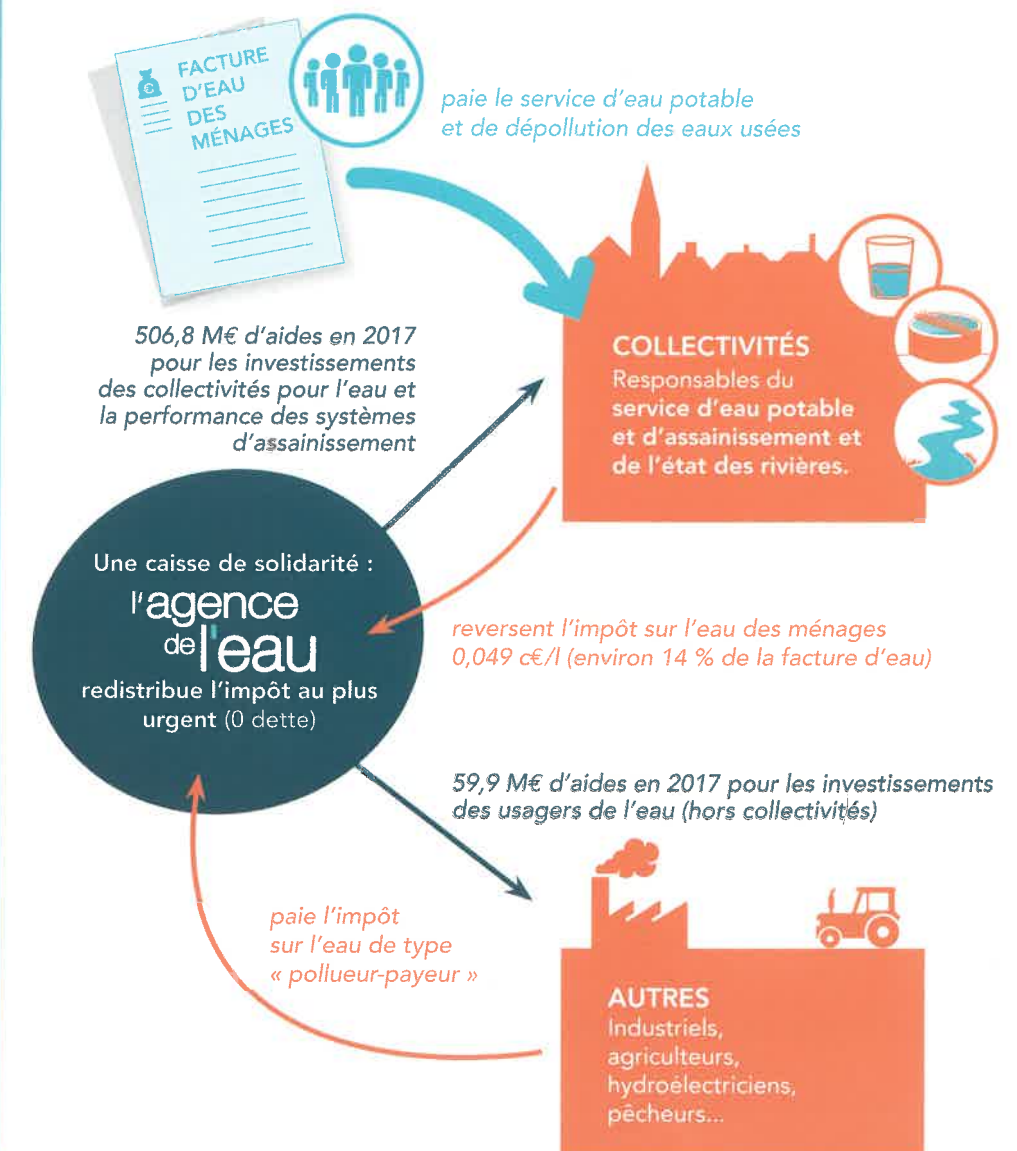 FACTURE
D'EAU
DES
MÉNAGES
€
paie le service d'eau potable
et de dépollution des eaux usées
506,8 M€ d'aides en 2017
pour les investissements
des collectivités pour l'eau et
la performance des systèmes
d'assainissement
COLLECTIVITÉS
Responsables du
service d'eau potable
et d'assainissement et
de l'état des rivières.
Une caisse de solidarité :
l'agence
de l'eau
redistribue l'impôt au plus
urgent (0 dette)
reversent l'impôt sur l'eau des ménages
0,049 c€/l (environ 14 % de la facture d'eau)
59,9 M€ d'aides en 2017 pour les investissements
des usagers de l'eau (hors collectivités)
paie l'impôt
sur l'eau de type
« pollueur-payeur »
AUTRES
Industriels,
agriculteurs,
hydroélectriciens,
pêcheurs...